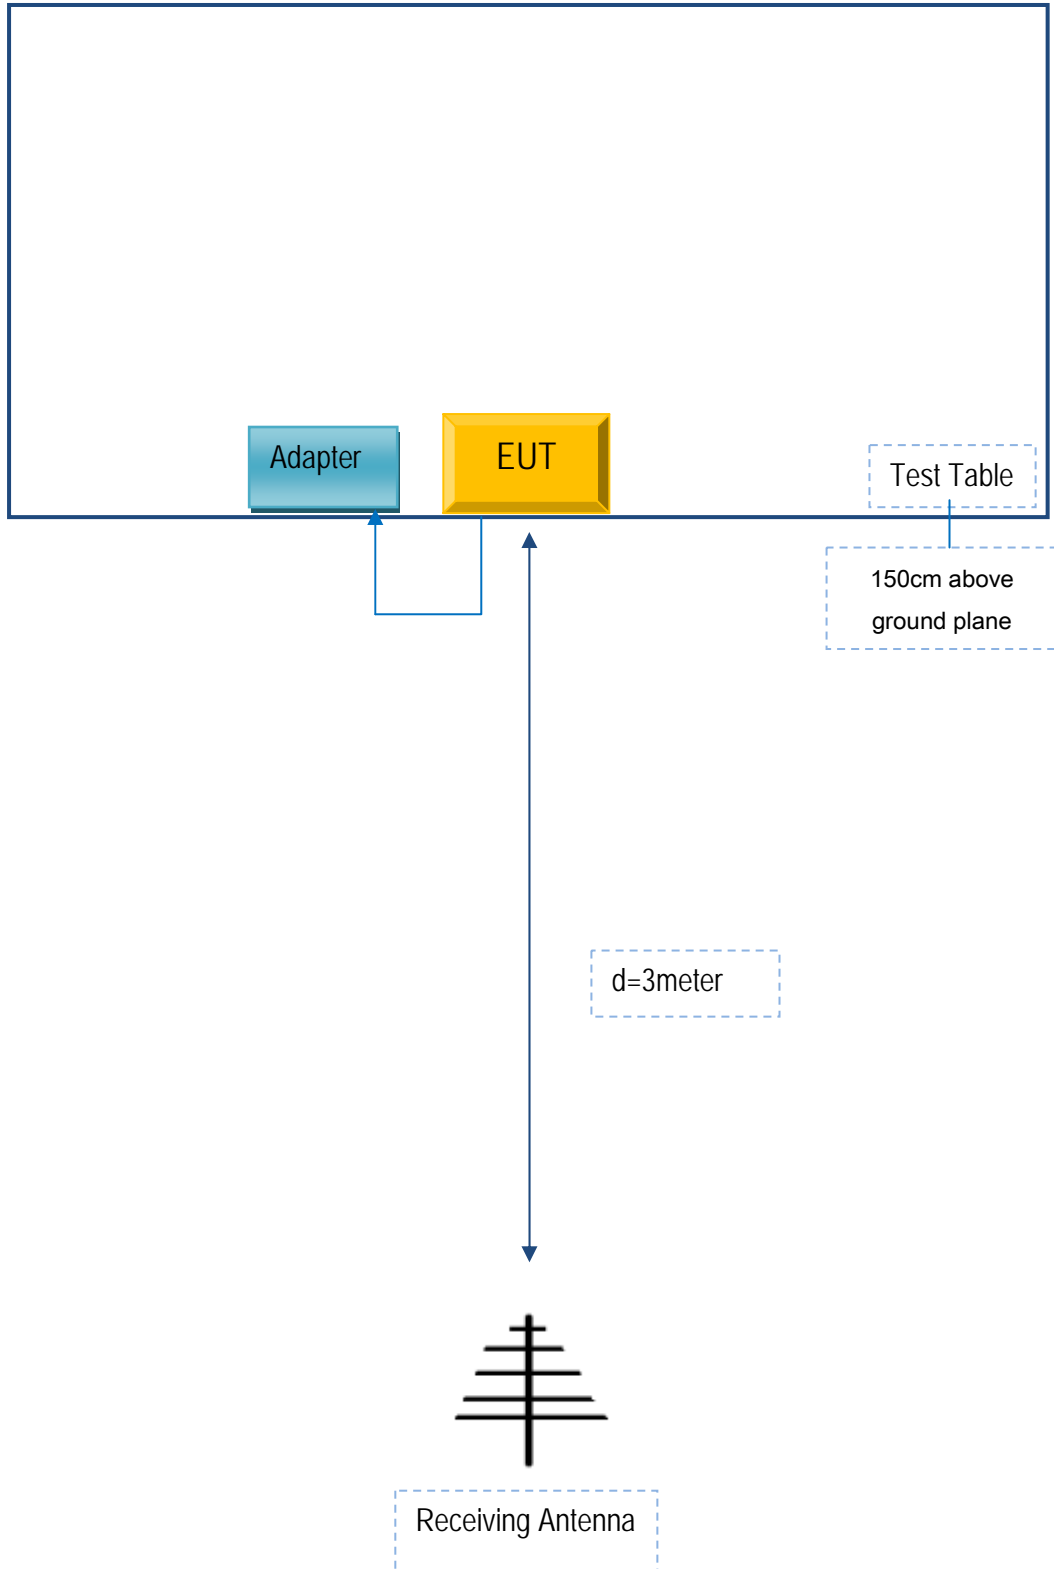 Adapter
EUT
Test Table
150cm above
ground plane
d=3meter
Receiving Antenna